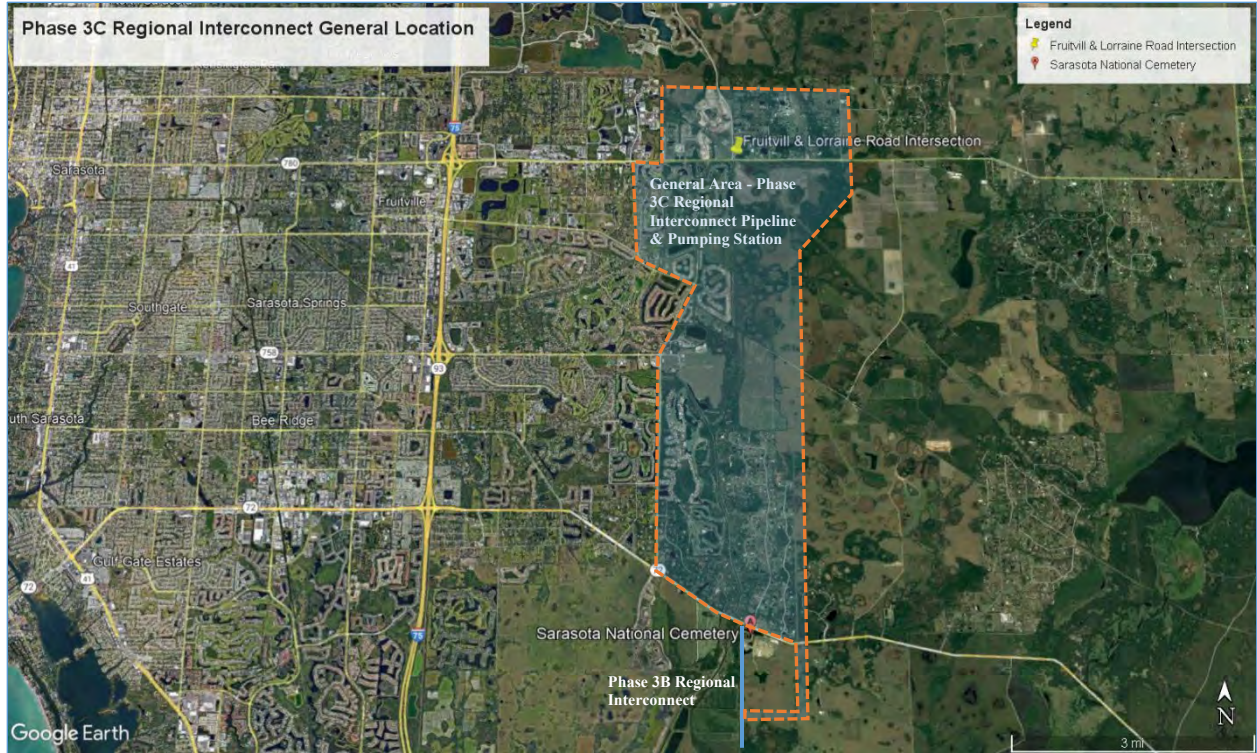 Phase 3C Regional Interconnect General Location
Legend
Fruitvill & Lorraine Road Intersection
Sarasota National Cemetery
75
Fruitvill & Lorraine Road Intersection
780
Sarasota
General Area - Phase
3C Regional
Interconnect Pipeline
& Pumping Station
Fruitville
41
Southgate
Sarasota Springs
758
93
uth Sarasota
Bee Ridge
72
Gulf Gate Estates
72
41
72
A
75
Sarasota National Cemetery
Phase 3B Regional
Interconnect
N
Google Earth
3 mi